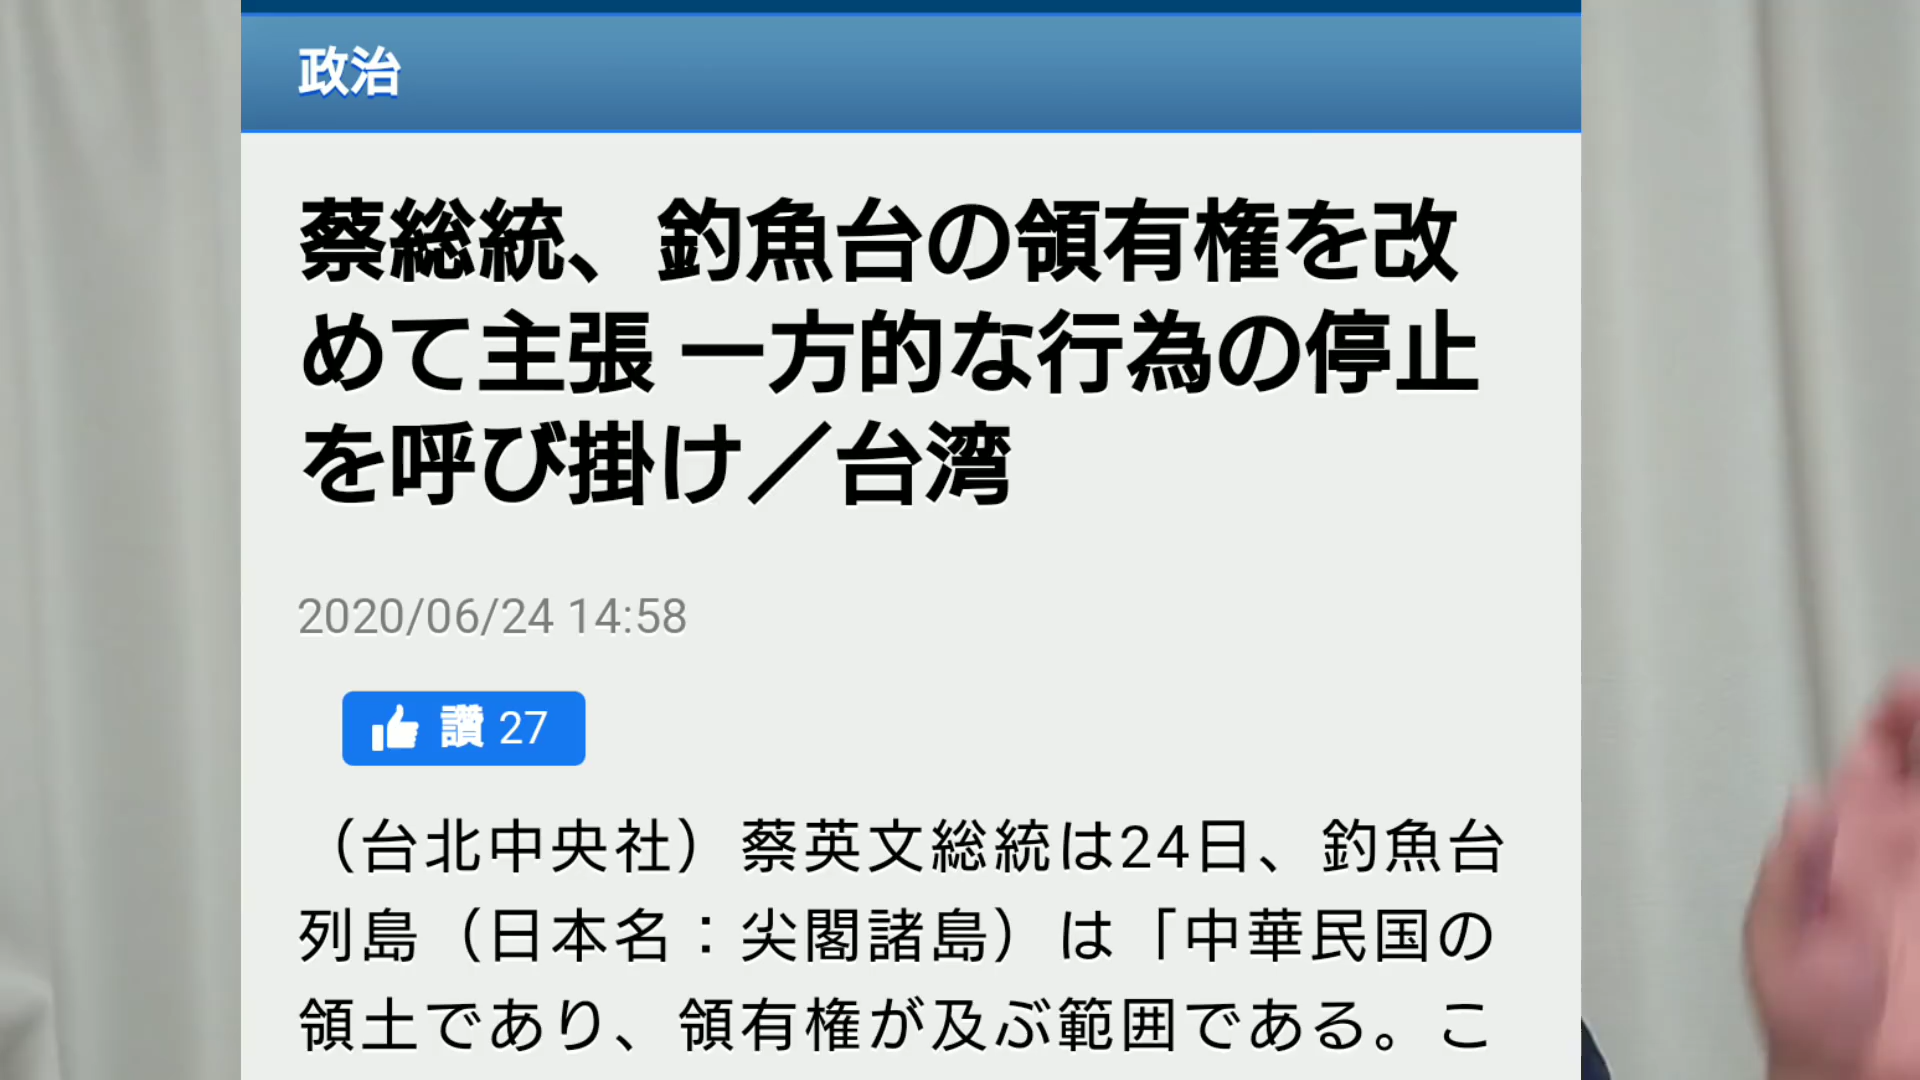 政治
蔡総統、釣魚台の領有権を改
めて主張 一方的な行為の停止
を呼び掛け／台湾
2020/06/24 14:58
讚 27
（台北中央社）蔡英文総統は24日、釣魚台
列島（日本名：尖閣諸島）は「中華民国の
領土であり、領有権が及ぶ範囲である。こ